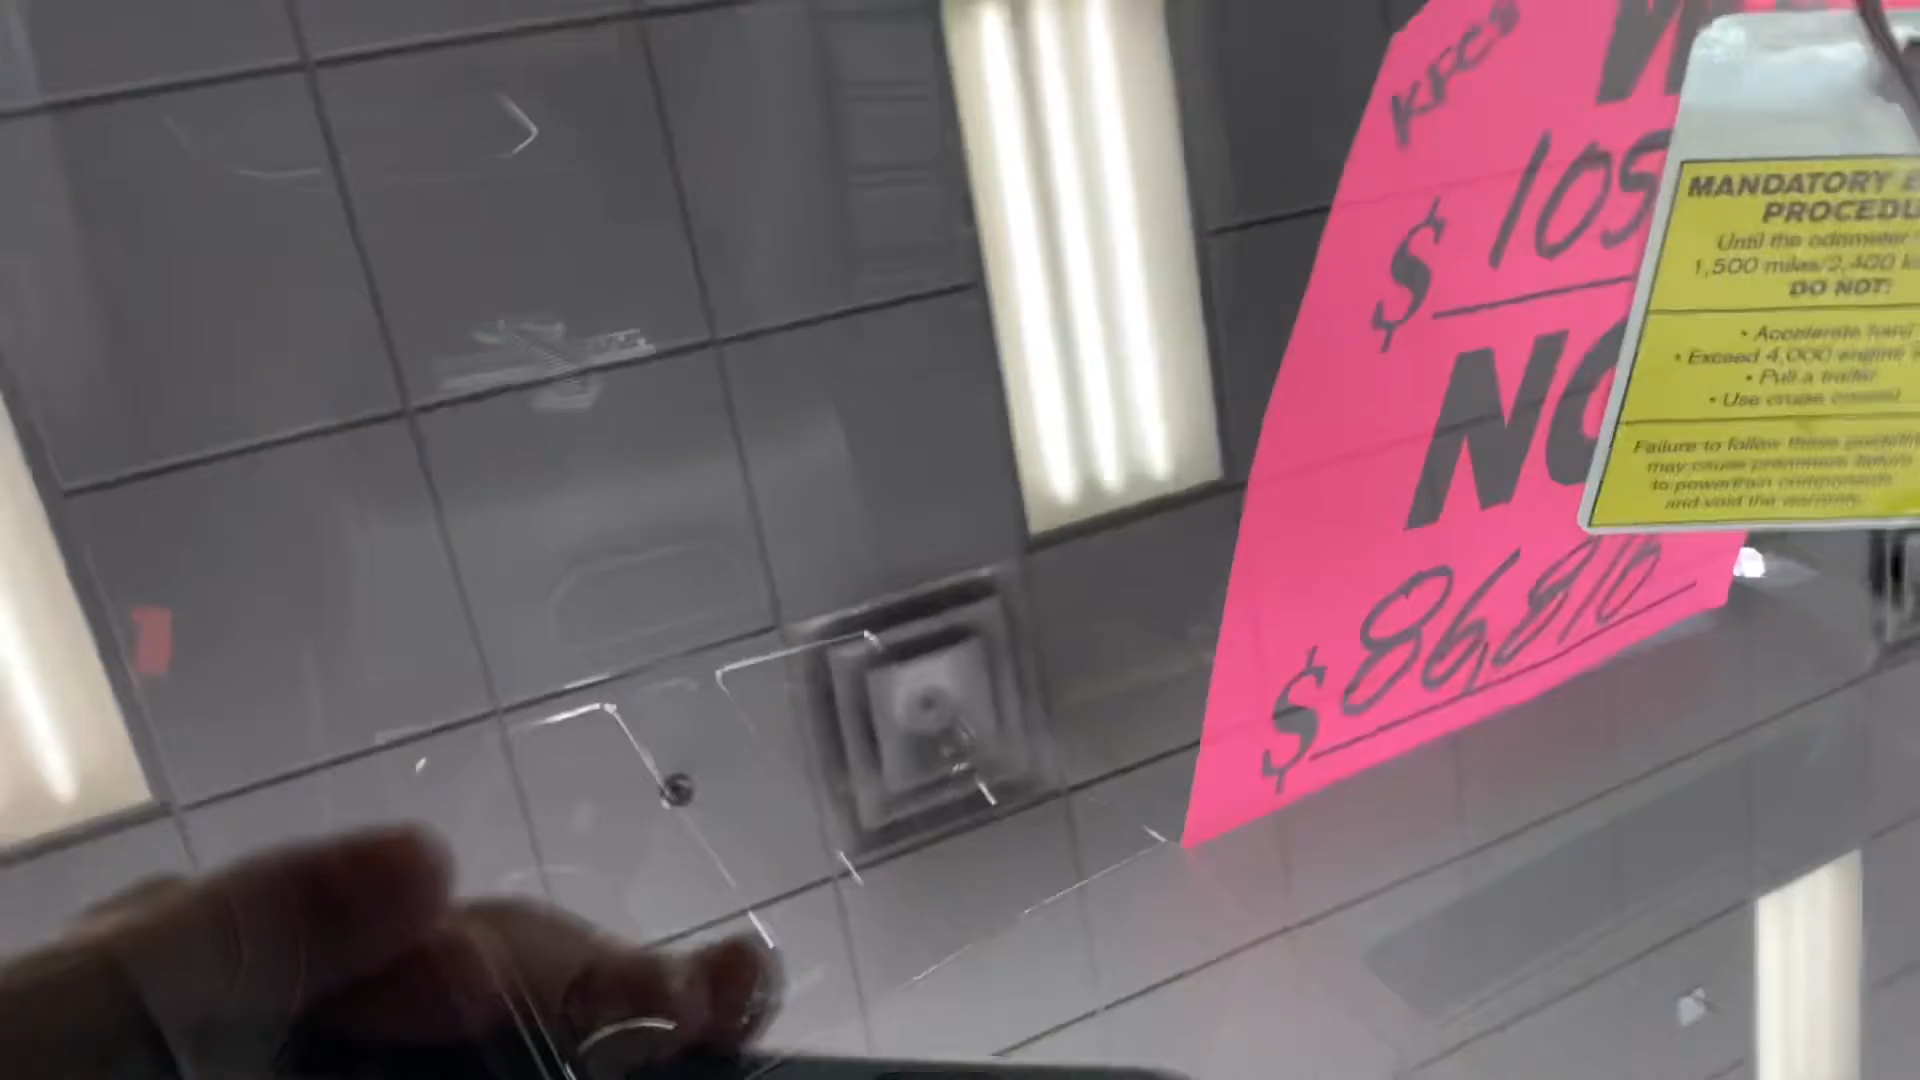 W
$ 105
NO
$ 86,816
MANDATORY
PROCEDU
Until the odometer
1,500 miles/2,400 k
DO NOT:
• Accelerate hard
• Exceed 4,000 engine
• Pull a trailer
• Use cruise control
Failure to follow these
may cause premature failure
to powertrain components
and void the warranty.